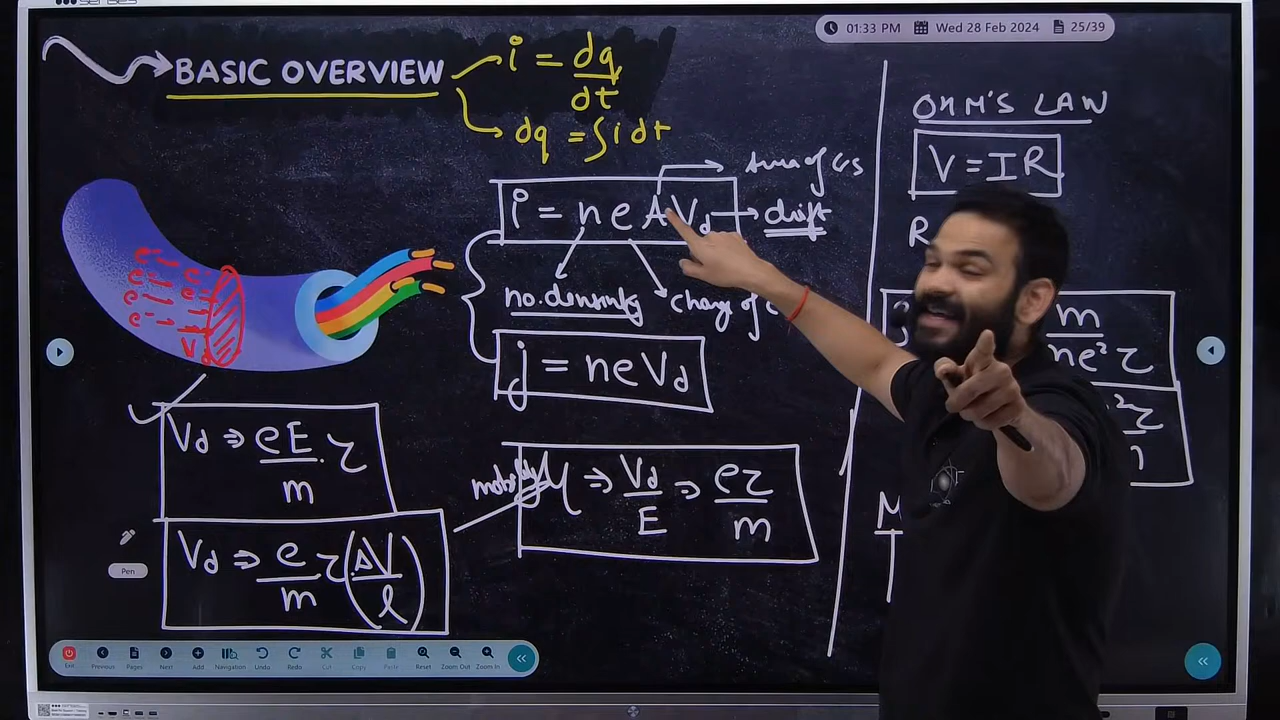 01:33 PM Wed 28 Feb 2024 25/39
BASIC OVERVIEW
i = dq/dt
dq = ∫i dt
Area of C/S
i = neAVd
drift
no. density
charge of
j = neVd
e⁻ e⁻
e⁻ e⁻
e⁻
e⁻
Vd
Vd ⇒ eE/m . τ
Vd ⇒ e/m τ(ΔV/l)
mobility
μ ⇒ Vd/E ⇒ eτ/m
OHM'S LAW
V = IR
R
m/ne²τ
²τ
M
T
Pen
Exit Previous Pages Next Add Navigation Undo Redo Cut Copy Paste Reset Zoom Out Zoom In